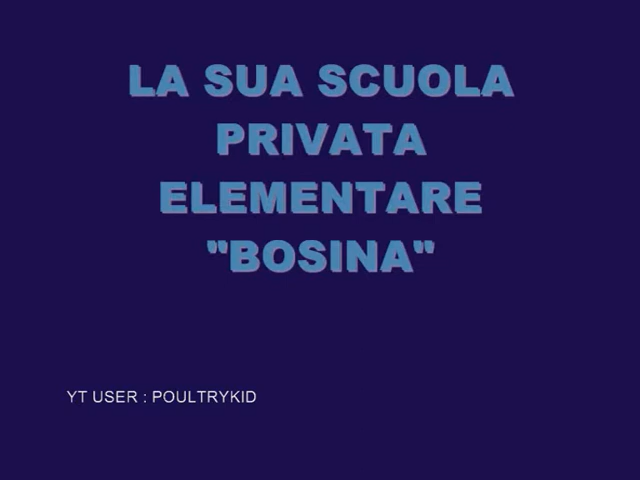 LA SUA SCUOLA
PRIVATA
ELEMENTARE
"BOSINA"
YT USER : POULTRYKID